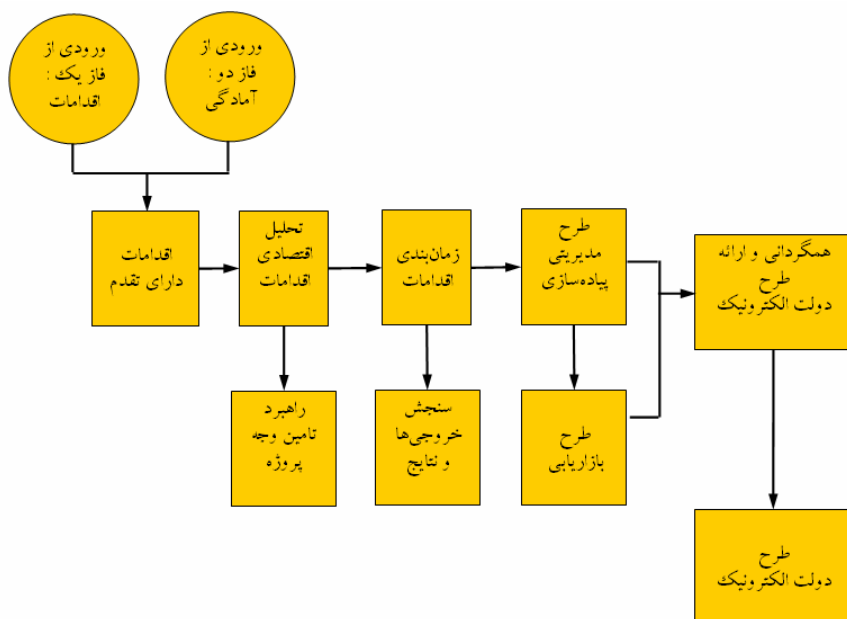 ورودی از
فاز یک :
اقدامات
ورودی از
فاز دو :
آمادگی
اقدامات
دارای تقدم
تحلیل
اقتصادی
اقدامات
زمان‌بندی
اقدامات
طرح
مدیریتی
پیاده‌سازی
همگردانی و ارائه
طرح
دولت الکترونیک
راهبرد
تامین وجه
پروژه
سنجش
خروجی‌ها
و نتایج
طرح
بازاریابی
طرح
دولت الکترونیک